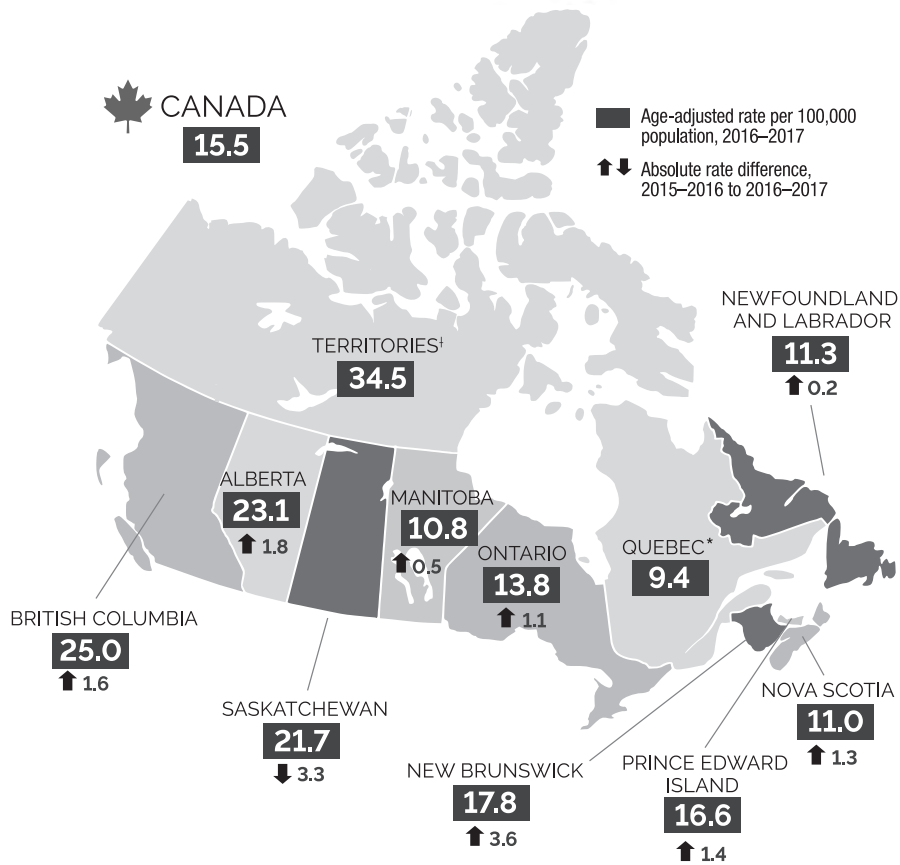 CANADA
15.5
Age-adjusted rate per 100,000
population, 2016–2017
Absolute rate difference,
2015–2016 to 2016–2017
NEWFOUNDLAND
AND LABRADOR
11.3
0.2
TERRITORIES‡
34.5
ALBERTA
23.1
1.8
MANITOBA
10.8
0.5
ONTARIO
13.8
1.1
QUEBEC*
9.4
BRITISH COLUMBIA
25.0
1.6
SASKATCHEWAN
21.7
3.3
NEW BRUNSWICK
17.8
3.6
PRINCE EDWARD
ISLAND
16.6
1.4
NOVA SCOTIA
11.0
1.3